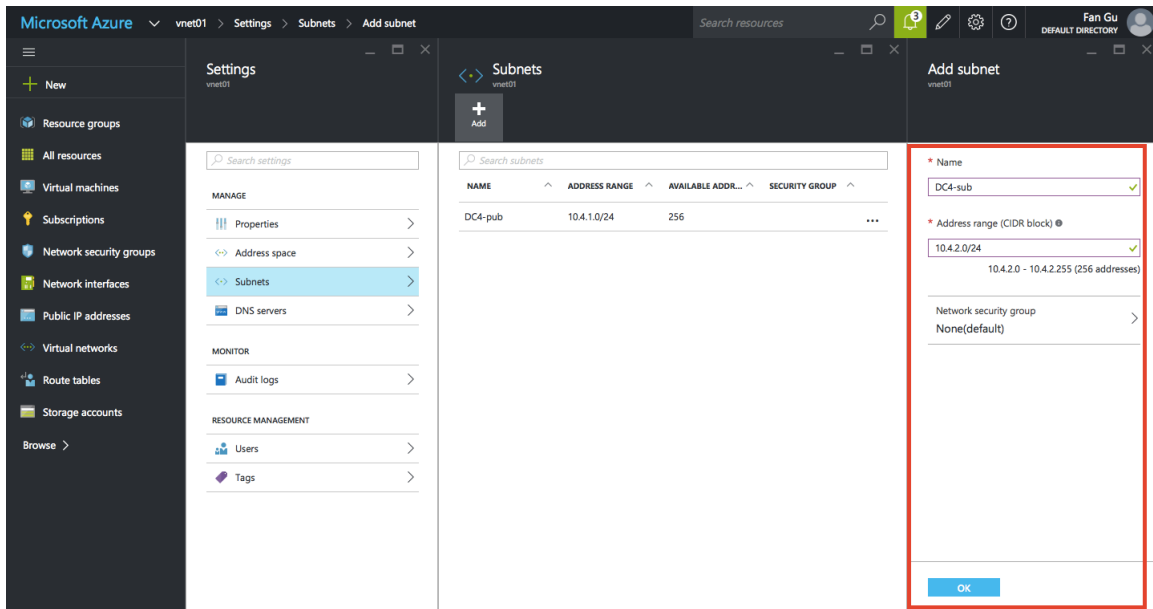 Microsoft Azure vnet01 > Settings > Subnets > Add subnet
Search resources
3
Fan Gu
DEFAULT DIRECTORY
New
Resource groups
All resources
Virtual machines
Subscriptions
Network security groups
Network interfaces
Public IP addresses
Virtual networks
Route tables
Storage accounts
Browse >
Settings
vnet01
Search settings
MANAGE
Properties
Address space
Subnets
DNS servers
MONITOR
Audit logs
RESOURCE MANAGEMENT
Users
Tags
Subnets
vnet01
Add
Search subnets
NAME ADDRESS RANGE AVAILABLE ADDR... SECURITY GROUP
DC4-pub 10.4.1.0/24 256 ...
Add subnet
vnet01
* Name
DC4-sub
* Address range (CIDR block)
10.4.2.0/24
10.4.2.0 - 10.4.2.255 (256 addresses)
Network security group
None(default)
OK